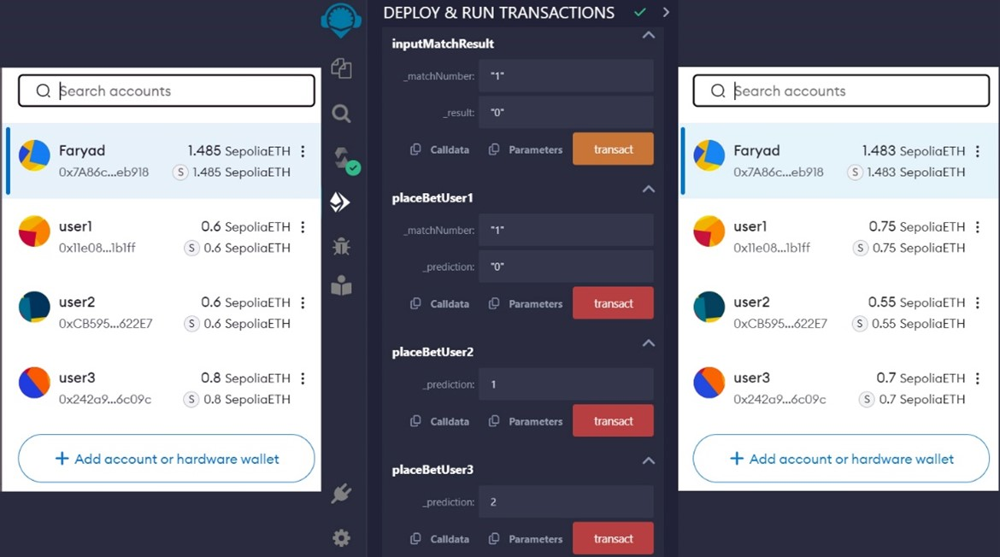 Search accounts
Faryad 1.485 SepoliaETH
0x7A86c...eb918 S 1.485 SepoliaETH
user1 0.6 SepoliaETH
0x11e08...1b1ff S 0.6 SepoliaETH
user2 0.6 SepoliaETH
0xCB595...622E7 S 0.6 SepoliaETH
user3 0.8 SepoliaETH
0x242a9...6c09c S 0.8 SepoliaETH
+ Add account or hardware wallet
DEPLOY & RUN TRANSACTIONS
inputMatchResult
_matchNumber: "1"
_result: "0"
Calldata Parameters transact
placeBetUser1
_matchNumber: "1"
_prediction: "0"
Calldata Parameters transact
placeBetUser2
_prediction: 1
Calldata Parameters transact
placeBetUser3
_prediction: 2
Calldata Parameters transact
Search accounts
Faryad 1.483 SepoliaETH
0x7A86c...eb918 S 1.483 SepoliaETH
user1 0.75 SepoliaETH
0x11e08...1b1ff S 0.75 SepoliaETH
user2 0.55 SepoliaETH
0xCB595...622E7 S 0.55 SepoliaETH
user3 0.7 SepoliaETH
0x242a9...6c09c S 0.7 SepoliaETH
+ Add account or hardware wallet